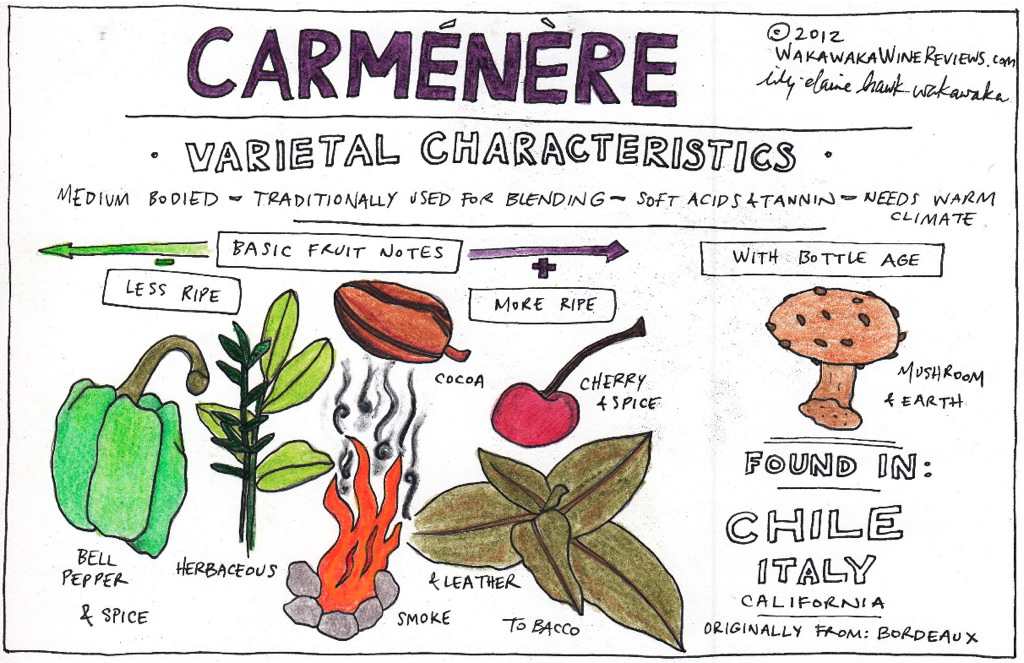 CARMÉNÈRE
© 2012
WAKAWAKAWINEREVIEWS.COM
lily-elaine hawk-wakawaka
• VARIETAL CHARACTERISTICS •
MEDIUM BODIED – TRADITIONALLY USED FOR BLENDING – SOFT ACIDS & TANNIN – NEEDS WARM
CLIMATE
BASIC FRUIT NOTES
WITH BOTTLE AGE
-
+
LESS RIPE
MORE RIPE
COCOA
CHERRY
& SPICE
MUSHROOM
& EARTH
BELL
PEPPER
& SPICE
HERBACEOUS
SMOKE
& LEATHER
TOBACCO
FOUND IN:
CHILE
ITALY
CALIFORNIA
ORIGINALLY FROM: BORDEAUX